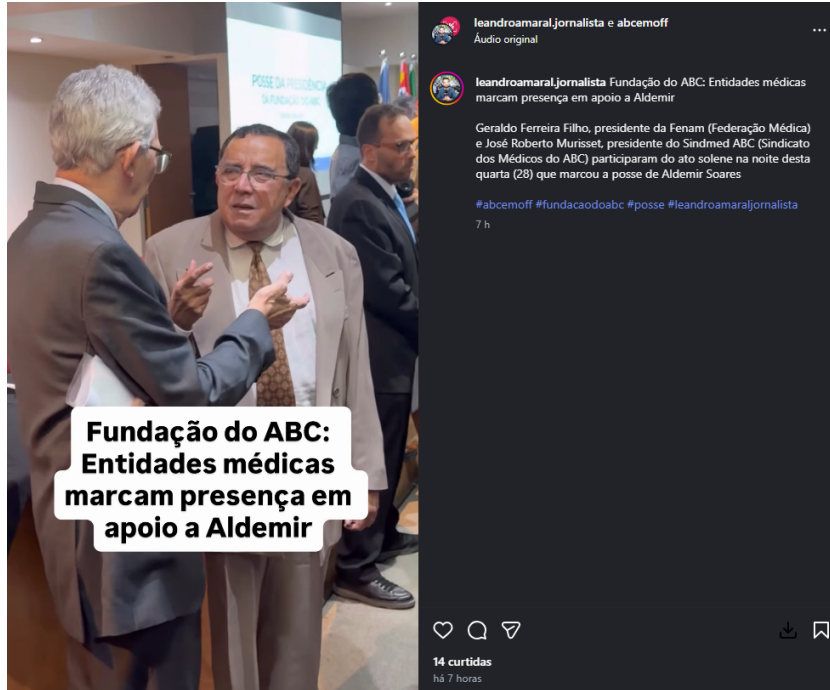 POSSE DA PRESIDÊNCIA
DA FUNDAÇÃO DO ABC
Fundação do ABC:
Entidades médicas
marcam presença em
apoio a Aldemir
leandroamaral.jornalista e abcemoff
Áudio original
leandroamaral.jornalista Fundação do ABC: Entidades médicas
marcam presença em apoio a Aldemir
Geraldo Ferreira Filho, presidente da Fenam (Federação Médica)
e José Roberto Murisset, presidente do Sindmed ABC (Sindicato
dos Médicos do ABC) participaram do ato solene na noite desta
quarta (28) que marcou a posse de Aldemir Soares
#abcemoff #fundacaodoabc #posse #leandroamaraljornalista
7 h
14 curtidas
há 7 horas